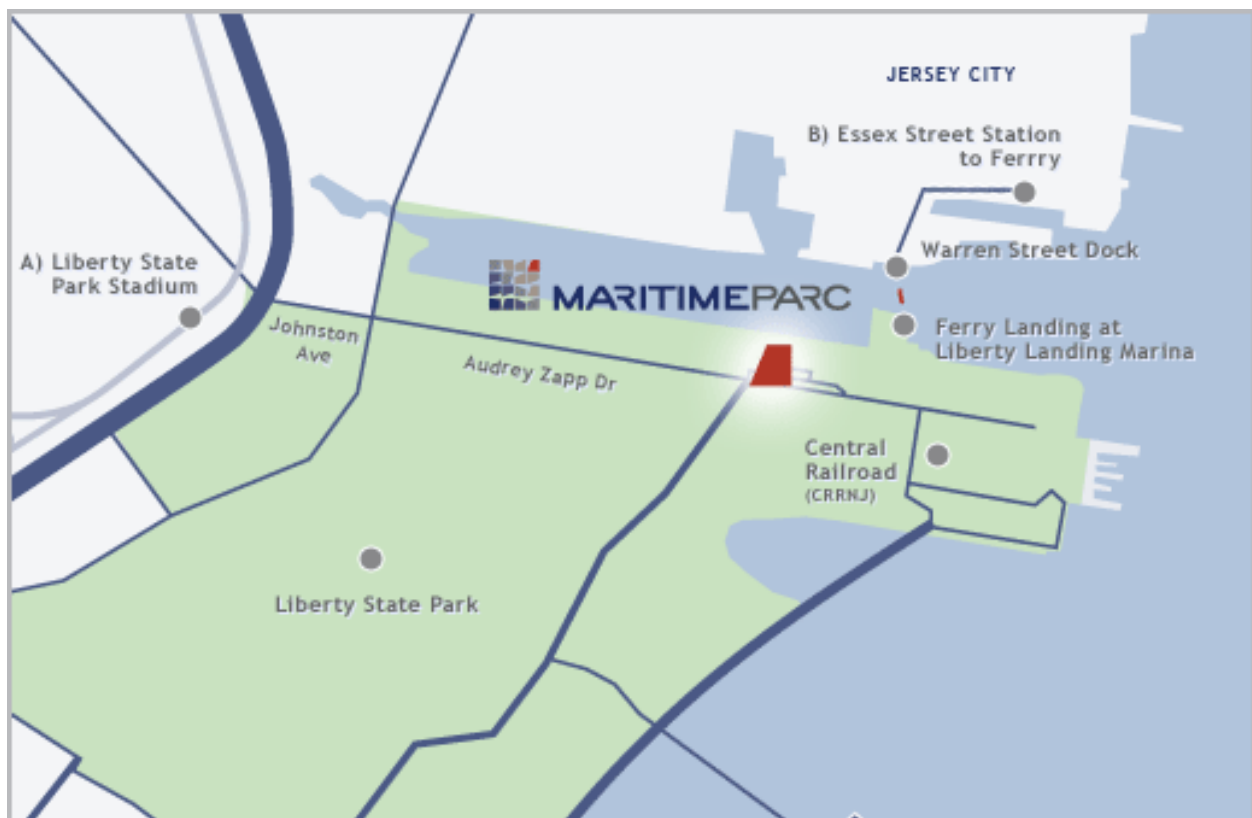 JERSEY CITY
B) Essex Street Station
to Ferrry
Warren Street Dock
A) Liberty State
Park Stadium
MARITIMEPARC
Ferry Landing at
Liberty Landing Marina
Johnston
Ave
Audrey Zapp Dr
Central
Railroad
(CRRNJ)
Liberty State Park